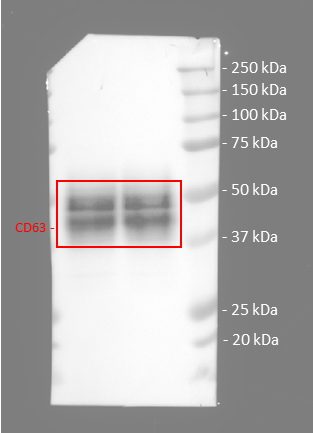 - 250 kDa
- 150 kDa
- 100 kDa
- 75 kDa
- 50 kDa
CD63 -
- 37 kDa
- 25 kDa
- 20 kDa